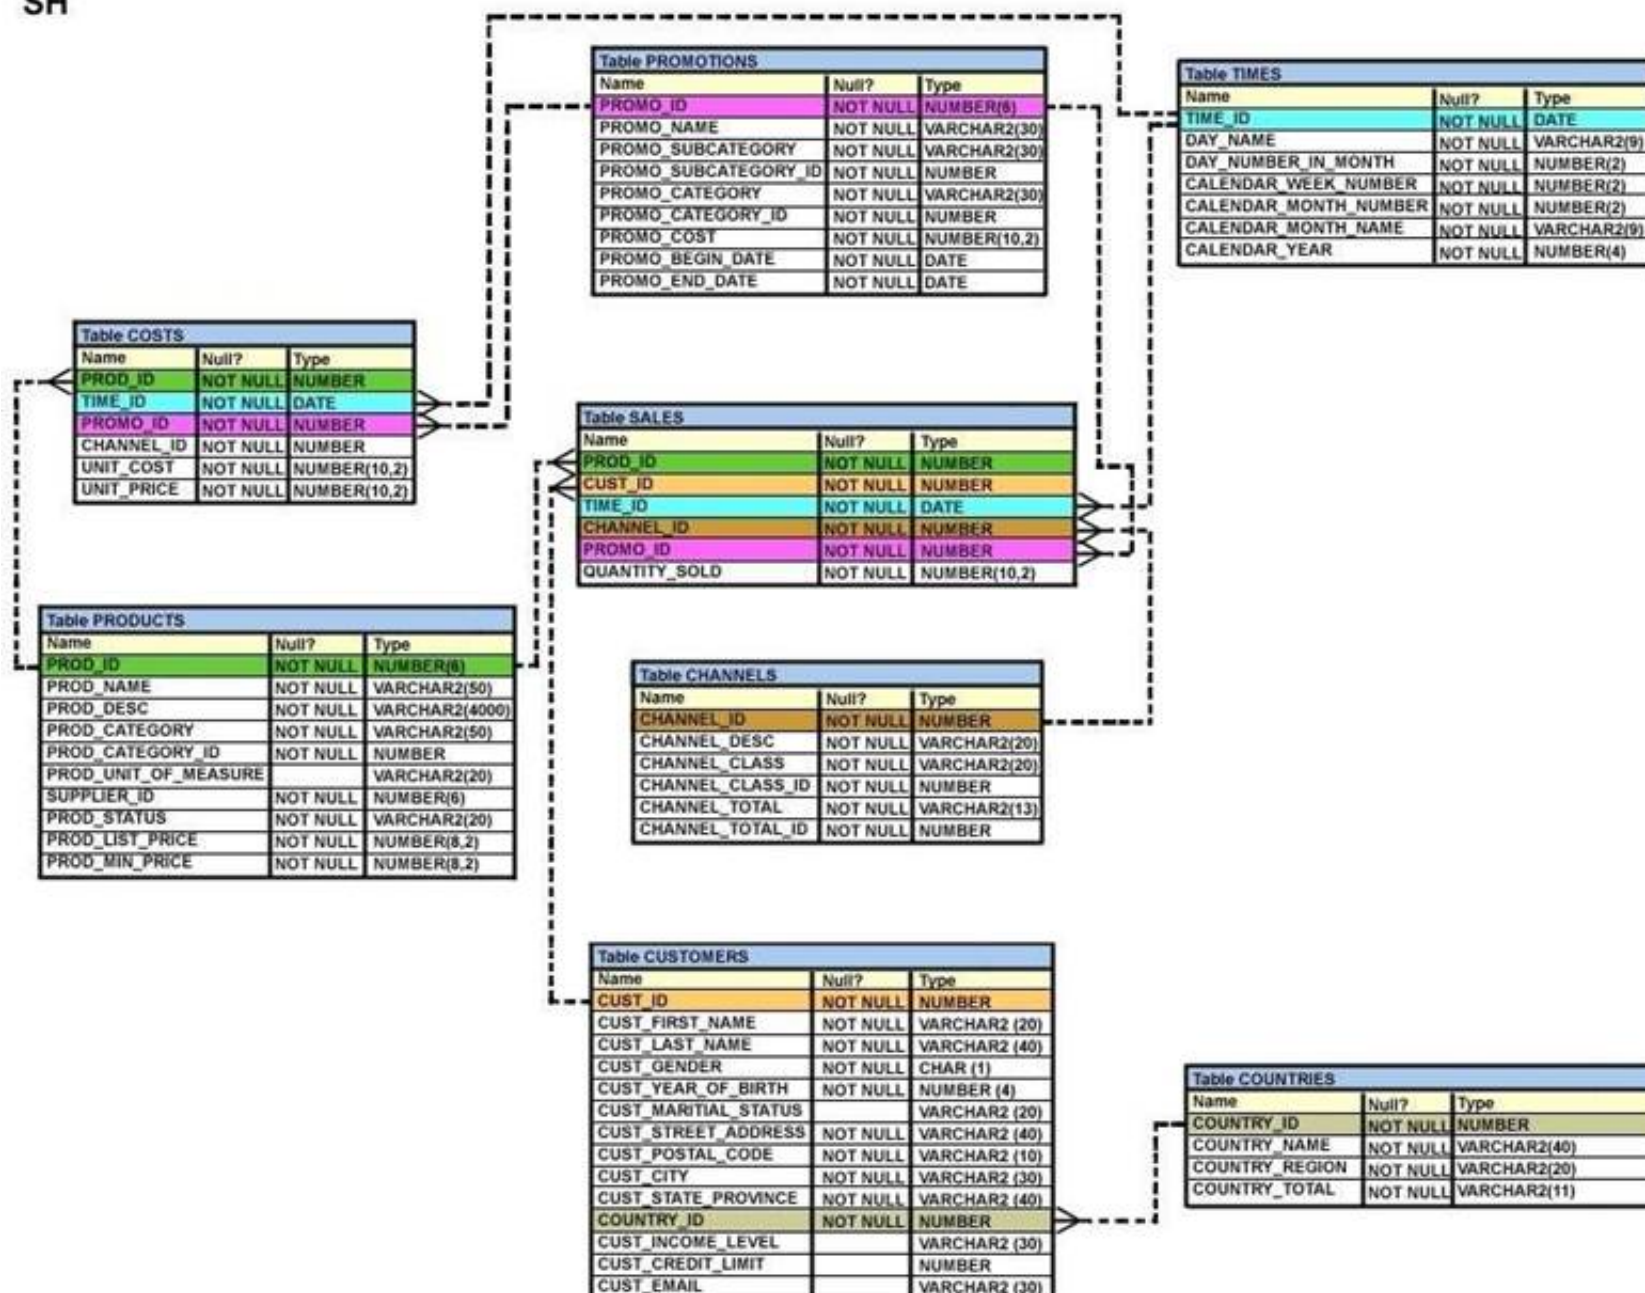 SH
Table PROMOTIONS
Name Null? Type
PROMO_ID NOT NULL NUMBER(6)
PROMO_NAME NOT NULL VARCHAR2(30)
PROMO_SUBCATEGORY NOT NULL VARCHAR2(30)
PROMO_SUBCATEGORY_ID NOT NULL NUMBER
PROMO_CATEGORY NOT NULL VARCHAR2(30)
PROMO_CATEGORY_ID NOT NULL NUMBER
PROMO_COST NOT NULL NUMBER(10,2)
PROMO_BEGIN_DATE NOT NULL DATE
PROMO_END_DATE NOT NULL DATE
Table TIMES
Name Null? Type
TIME_ID NOT NULL DATE
DAY_NAME NOT NULL VARCHAR2(9)
DAY_NUMBER_IN_MONTH NOT NULL NUMBER(2)
CALENDAR_WEEK_NUMBER NOT NULL NUMBER(2)
CALENDAR_MONTH_NUMBER NOT NULL NUMBER(2)
CALENDAR_MONTH_NAME NOT NULL VARCHAR2(9)
CALENDAR_YEAR NOT NULL NUMBER(4)
Table COSTS
Name Null? Type
PROD_ID NOT NULL NUMBER
TIME_ID NOT NULL DATE
PROMO_ID NOT NULL NUMBER
CHANNEL_ID NOT NULL NUMBER
UNIT_COST NOT NULL NUMBER(10,2)
UNIT_PRICE NOT NULL NUMBER(10,2)
Table SALES
Name Null? Type
PROD_ID NOT NULL NUMBER
CUST_ID NOT NULL NUMBER
TIME_ID NOT NULL DATE
CHANNEL_ID NOT NULL NUMBER
PROMO_ID NOT NULL NUMBER
QUANTITY_SOLD NOT NULL NUMBER(10,2)
Table PRODUCTS
Name Null? Type
PROD_ID NOT NULL NUMBER(6)
PROD_NAME NOT NULL VARCHAR2(50)
PROD_DESC NOT NULL VARCHAR2(4000)
PROD_CATEGORY NOT NULL VARCHAR2(50)
PROD_CATEGORY_ID NOT NULL NUMBER
PROD_UNIT_OF_MEASURE VARCHAR2(20)
SUPPLIER_ID NOT NULL NUMBER(6)
PROD_STATUS NOT NULL VARCHAR2(20)
PROD_LIST_PRICE NOT NULL NUMBER(8,2)
PROD_MIN_PRICE NOT NULL NUMBER(8,2)
Table CHANNELS
Name Null? Type
CHANNEL_ID NOT NULL NUMBER
CHANNEL_DESC NOT NULL VARCHAR2(20)
CHANNEL_CLASS NOT NULL VARCHAR2(20)
CHANNEL_CLASS_ID NOT NULL NUMBER
CHANNEL_TOTAL NOT NULL VARCHAR2(13)
CHANNEL_TOTAL_ID NOT NULL NUMBER
Table CUSTOMERS
Name Null? Type
CUST_ID NOT NULL NUMBER
CUST_FIRST_NAME NOT NULL VARCHAR2 (20)
CUST_LAST_NAME NOT NULL VARCHAR2 (40)
CUST_GENDER NOT NULL CHAR (1)
CUST_YEAR_OF_BIRTH NOT NULL NUMBER (4)
CUST_MARITIAL_STATUS VARCHAR2 (20)
CUST_STREET_ADDRESS NOT NULL VARCHAR2 (40)
CUST_POSTAL_CODE NOT NULL VARCHAR2 (10)
CUST_CITY NOT NULL VARCHAR2 (30)
CUST_STATE_PROVINCE NOT NULL VARCHAR2 (40)
COUNTRY_ID NOT NULL NUMBER
CUST_INCOME_LEVEL VARCHAR2 (30)
CUST_CREDIT_LIMIT NUMBER
CUST_EMAIL VARCHAR2 (30)
Table COUNTRIES
Name Null? Type
COUNTRY_ID NOT NULL NUMBER
COUNTRY_NAME NOT NULL VARCHAR2(40)
COUNTRY_REGION NOT NULL VARCHAR2(20)
COUNTRY_TOTAL NOT NULL VARCHAR2(11)